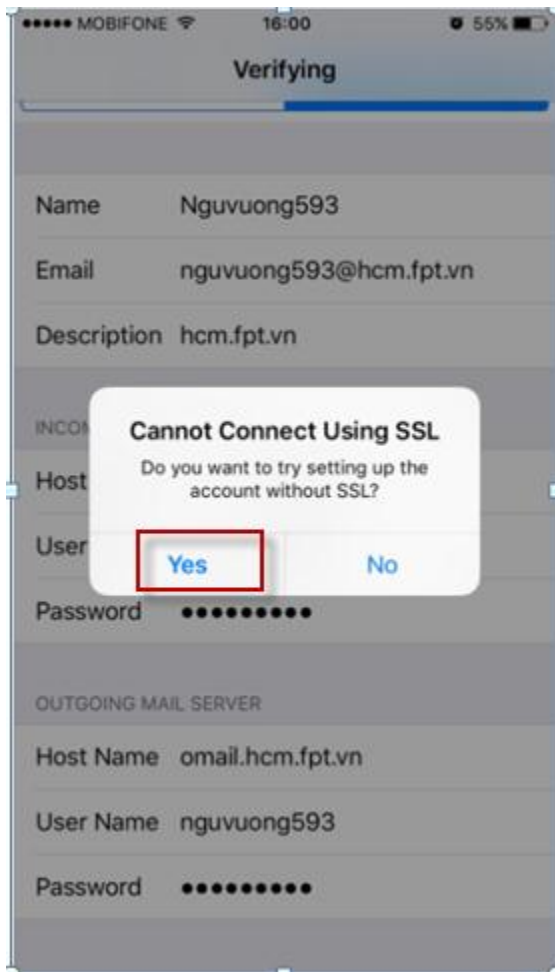 MOBIFONE 16:00 55%
Verifying
Name Nguvuong593
Email nguvuong593@hcm.fpt.vn
Description hcm.fpt.vn
Cannot Connect Using SSL
Do you want to try setting up the
account without SSL?
Host
User
Yes No
Password •••••••••
OUTGOING MAIL SERVER
Host Name omail.hcm.fpt.vn
User Name nguvuong593
Password •••••••••